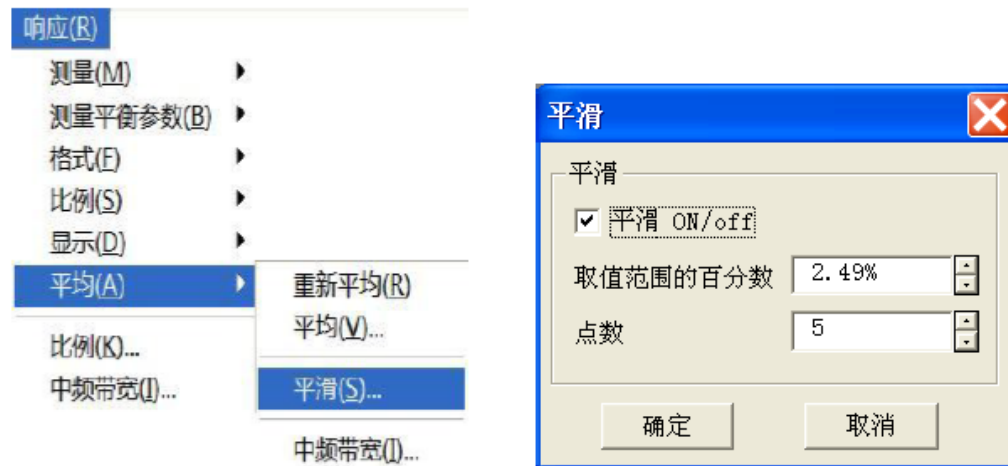 响应(R)
测量(M)
测量平衡参数(B)
格式(F)
比例(S)
显示(D)
平均(A)
比例(K)...
中频带宽(I)...
重新平均(R)
平均(V)...
平滑(S)...
中频带宽(I)...
平滑
平滑
平滑 ON/off
取值范围的百分数 2.49%
点数 5
确定 取消